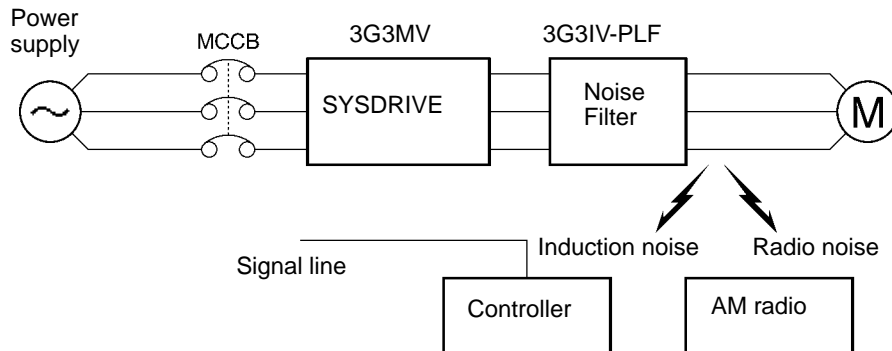 Power
supply
MCCB
3G3MV
3G3IV-PLF
SYSDRIVE
Noise
Filter
M
Induction noise
Radio noise
Signal line
Controller
AM radio